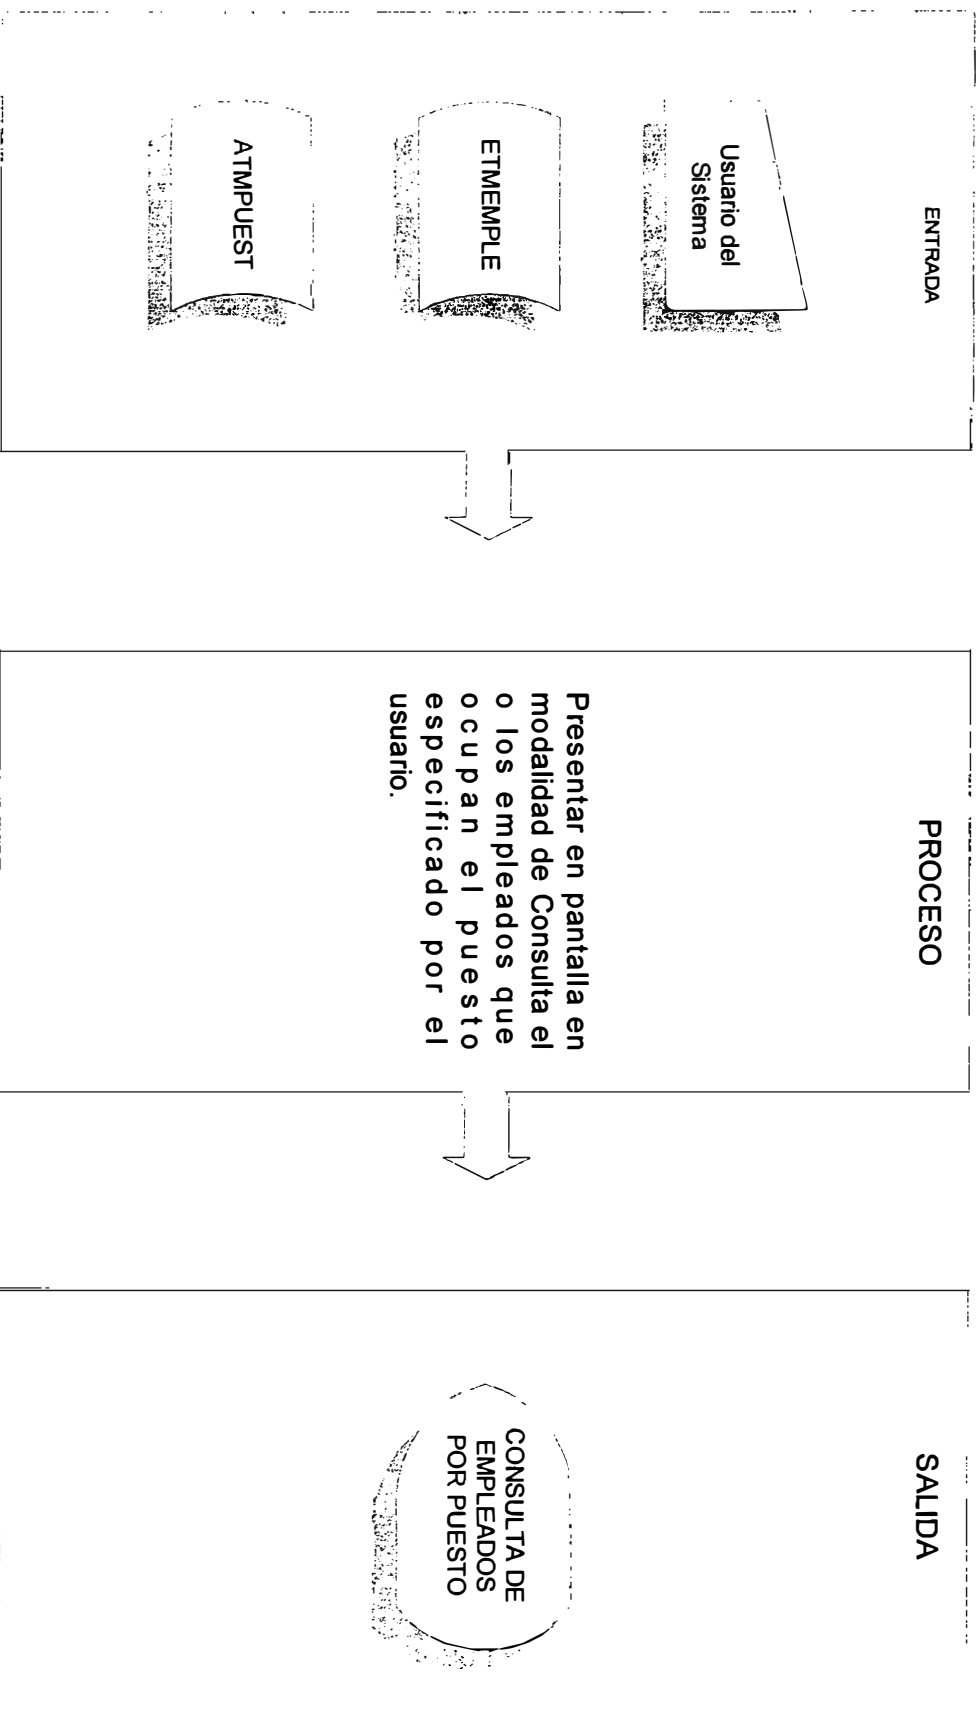 ENTRADA
Usuario del
Sistema
ETMEMPLE
ATMPUEST
PROCESO
Presentar en pantalla en
modalidad de Consulta el
o los empleados que
ocupan el puesto
especificado por el
usuario.
SALIDA
CONSULTA DE
EMPLEADOS
POR PUESTO